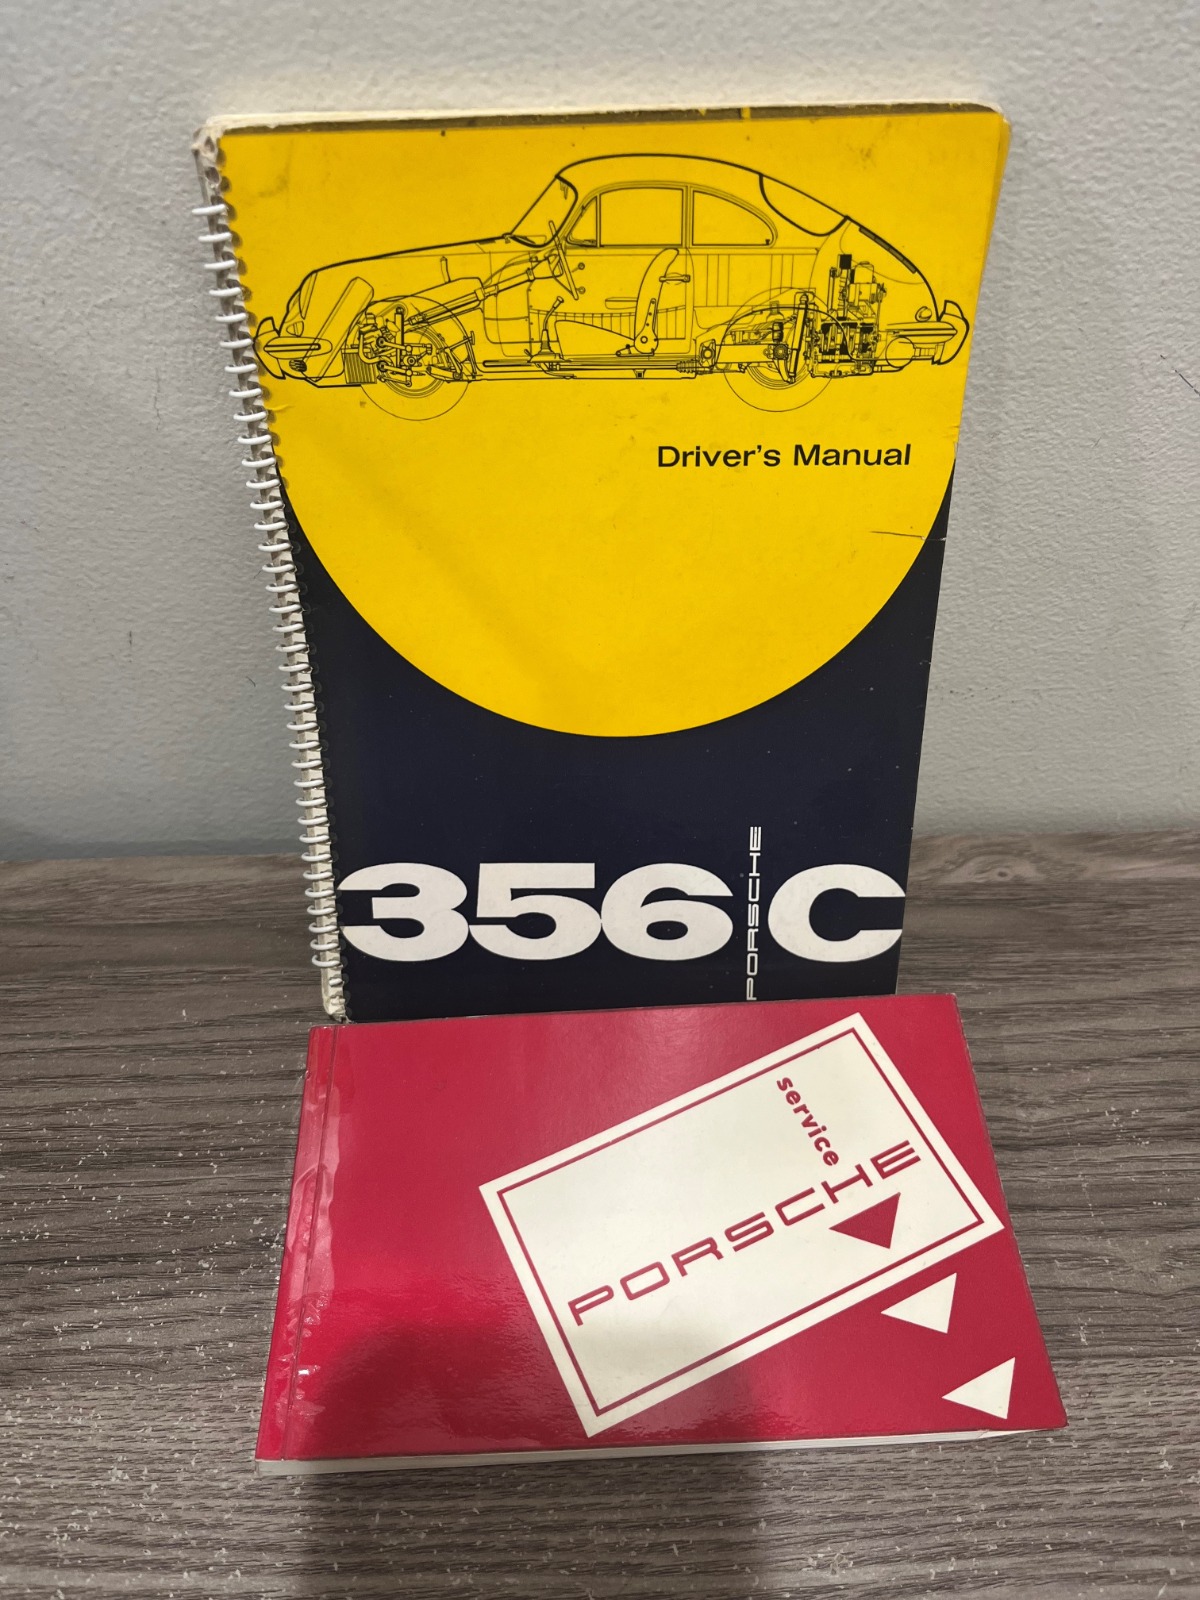 Driver's Manual
356 PORSCHE C
service
PORSCHE